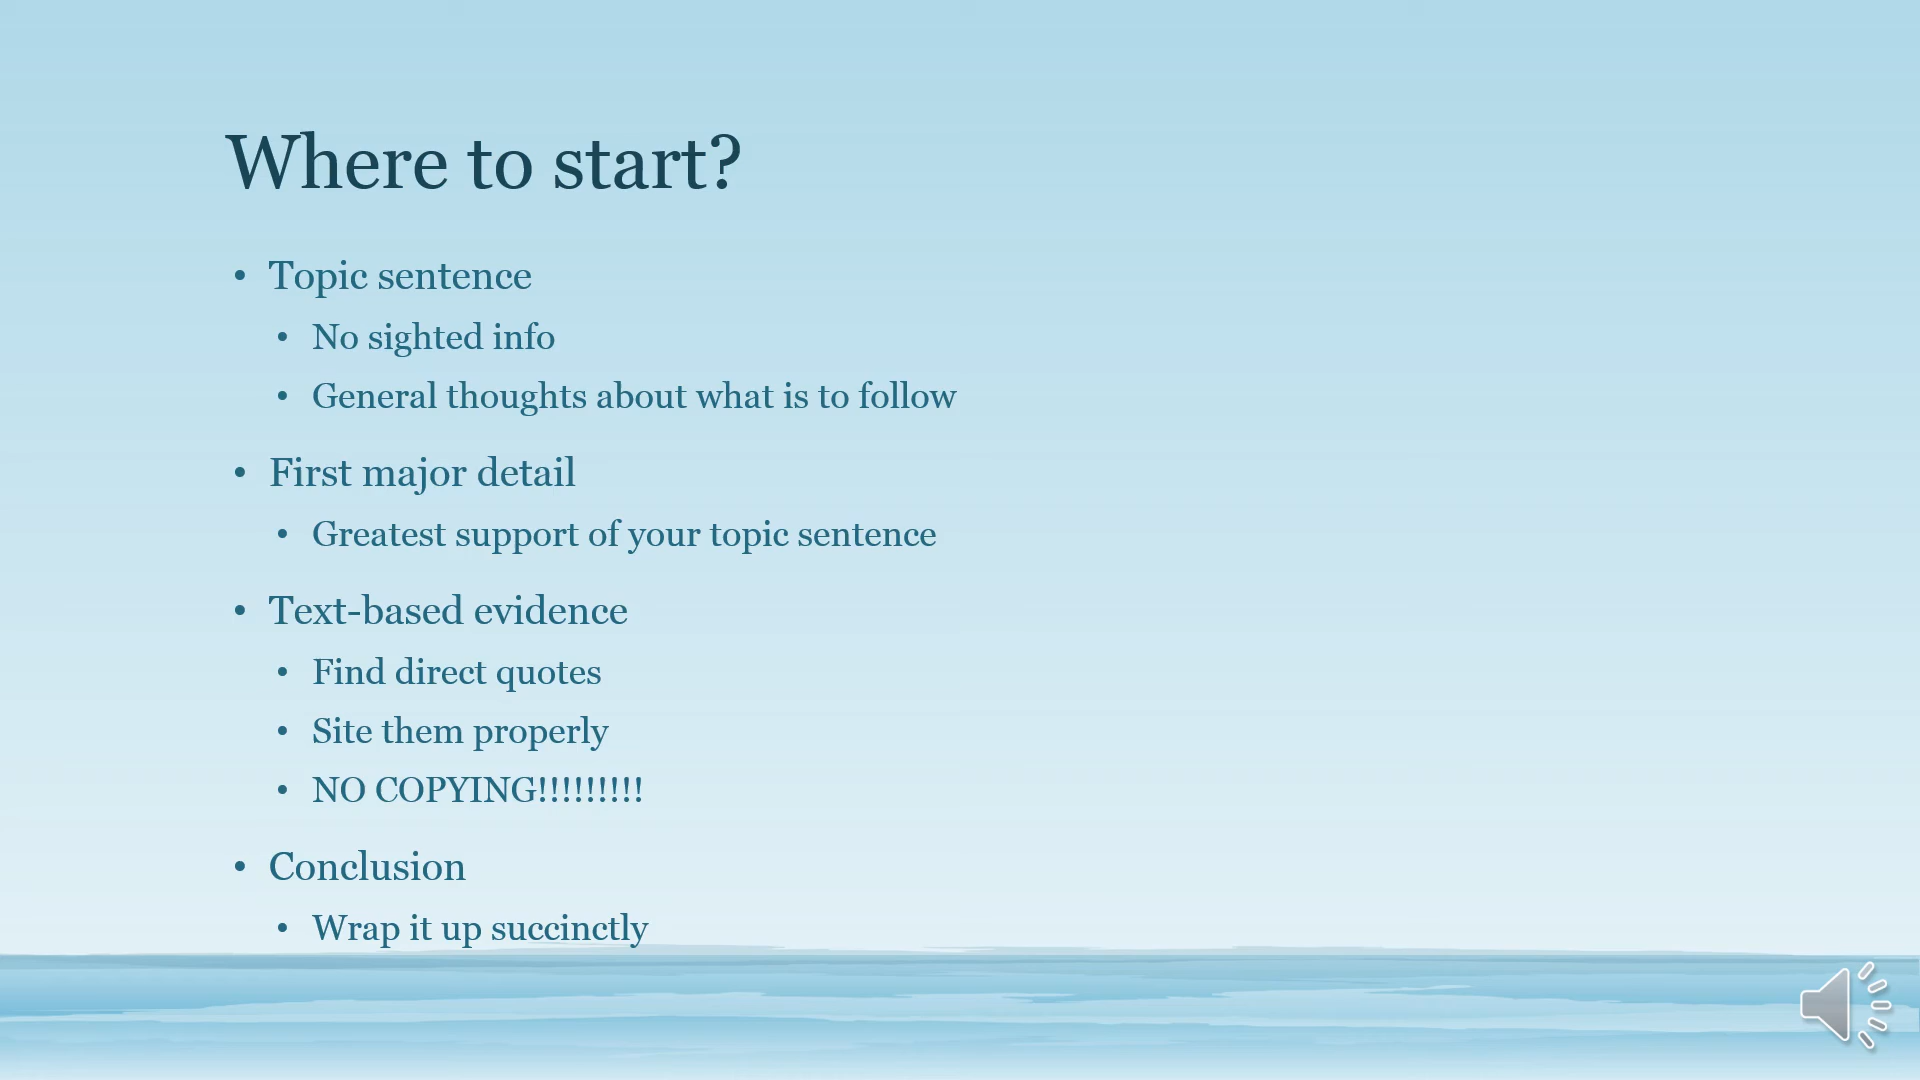 Where to start?
• Topic sentence
• No sighted info
• General thoughts about what is to follow
• First major detail
• Greatest support of your topic sentence
• Text-based evidence
• Find direct quotes
• Site them properly
• NO COPYING!!!!!!!!!
• Conclusion
• Wrap it up succinctly